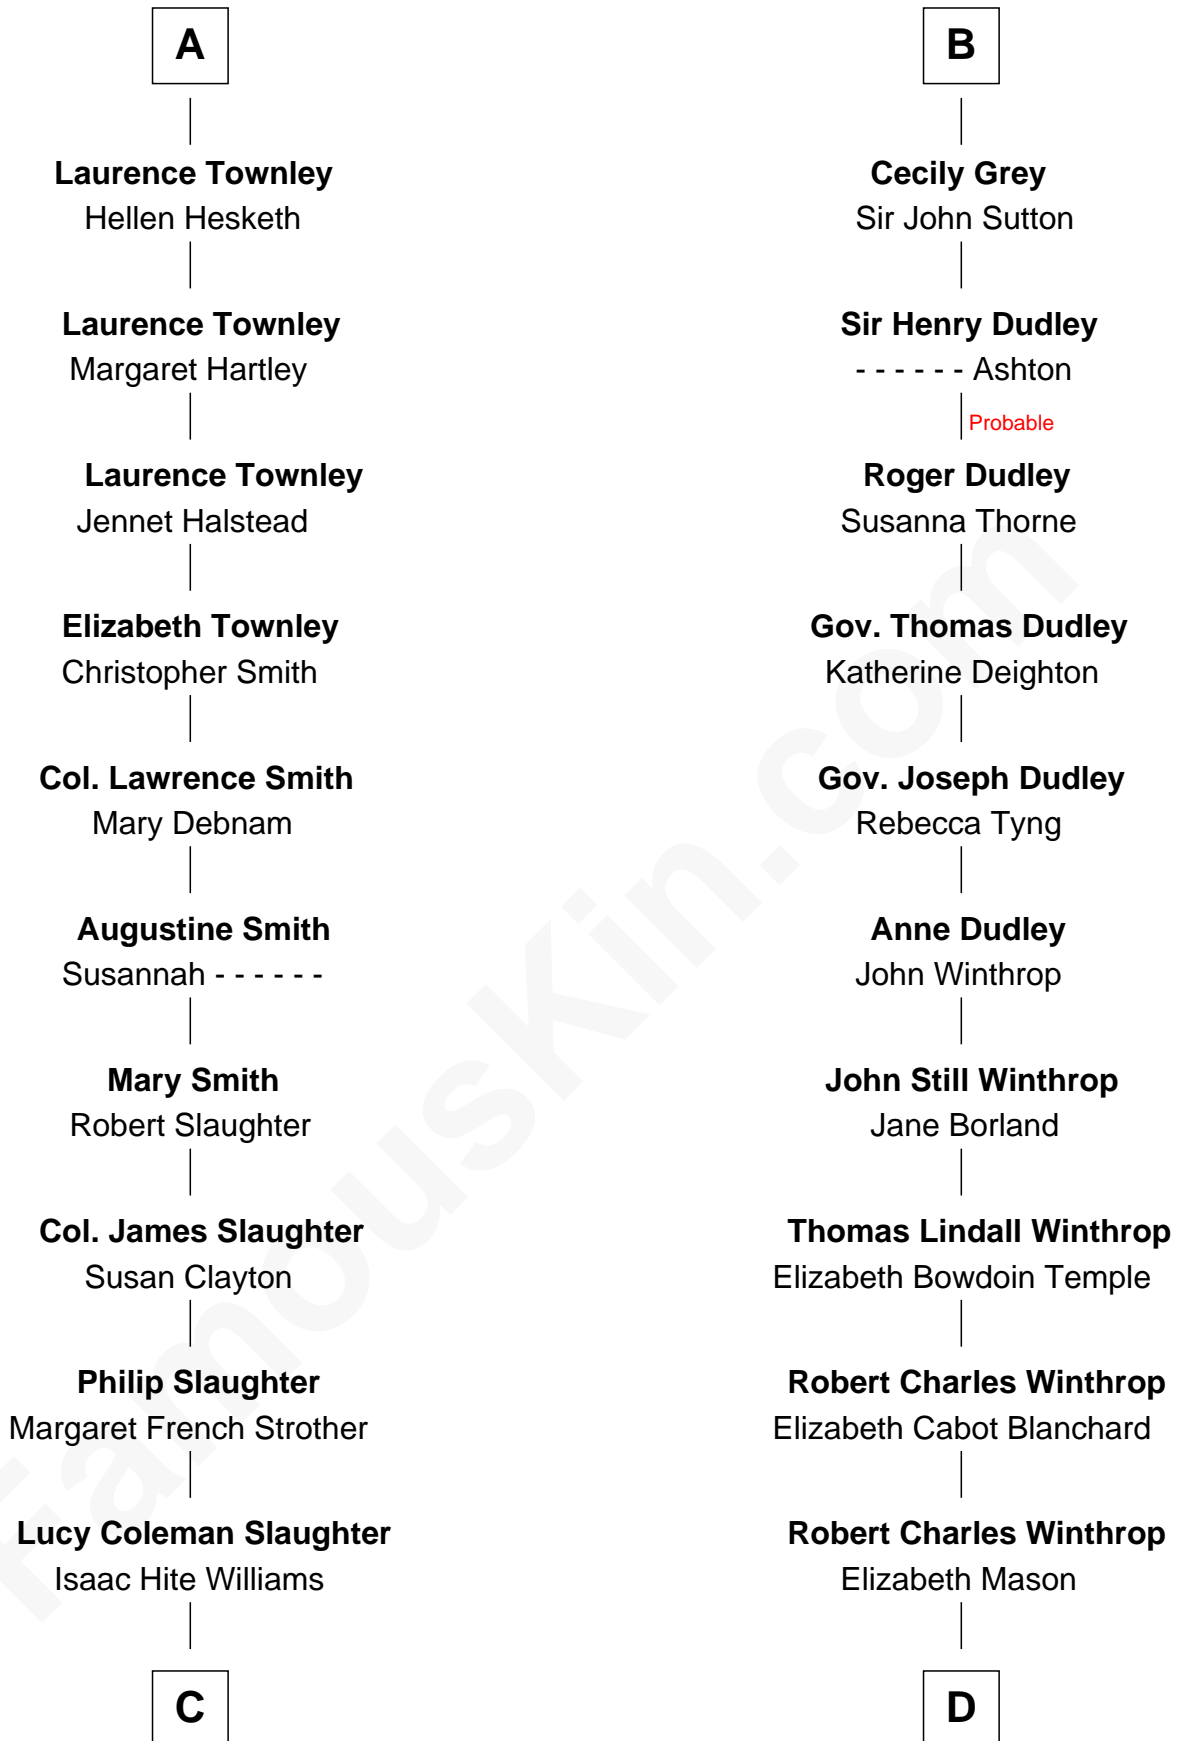 A
Laurence Townley
Hellen Hesketh
Laurence Townley
Margaret Hartley
Laurence Townley
Jennet Halstead
Elizabeth Townley
Christopher Smith
Col. Lawrence Smith
Mary Debnam
Augustine Smith
Susannah - - - - - -
Mary Smith
Robert Slaughter
Col. James Slaughter
Susan Clayton
Philip Slaughter
Margaret French Strother
Lucy Coleman Slaughter
Isaac Hite Williams
C
B
Cecily Grey
Sir John Sutton
Sir Henry Dudley
- - - - - - Ashton
Probable
Roger Dudley
Susanna Thorne
Gov. Thomas Dudley
Katherine Deighton
Gov. Joseph Dudley
Rebecca Tyng
Anne Dudley
John Winthrop
John Still Winthrop
Jane Borland
Thomas Lindall Winthrop
Elizabeth Bowdoin Temple
Robert Charles Winthrop
Elizabeth Cabot Blanchard
Robert Charles Winthrop
Elizabeth Mason
D
FamousKin.com